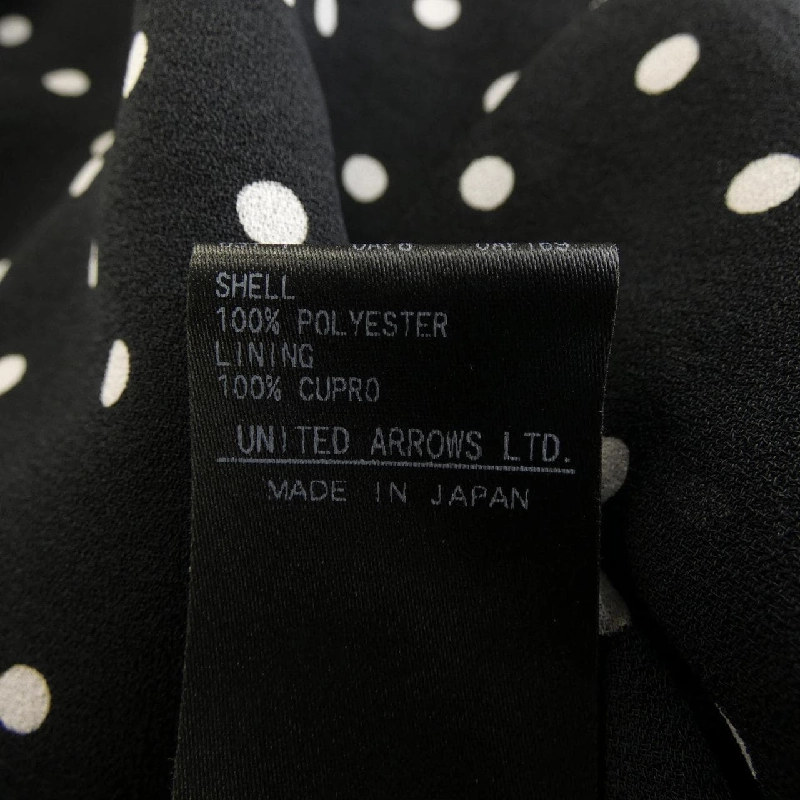 SHELL
100% POLYESTER
LINING
100% CUPRO
UNITED ARROWS LTD.
MADE IN JAPAN